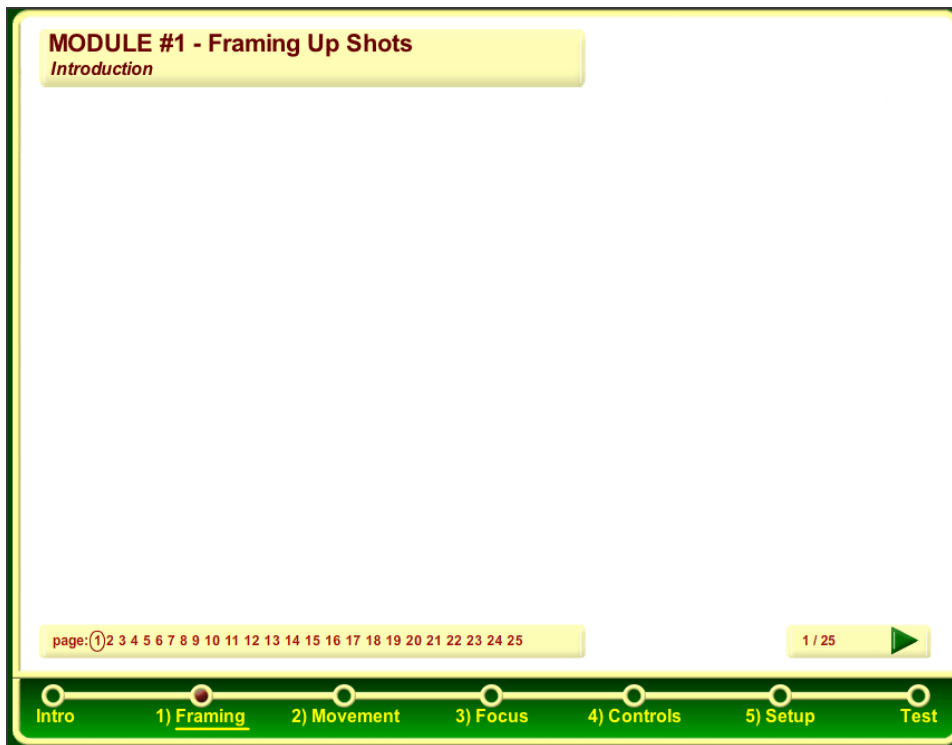 MODULE #1 - Framing Up Shots
Introduction
page: 1 2 3 4 5 6 7 8 9 10 11 12 13 14 15 16 17 18 19 20 21 22 23 24 25
1 / 25
Intro 1) Framing 2) Movement 3) Focus 4) Controls 5) Setup Test